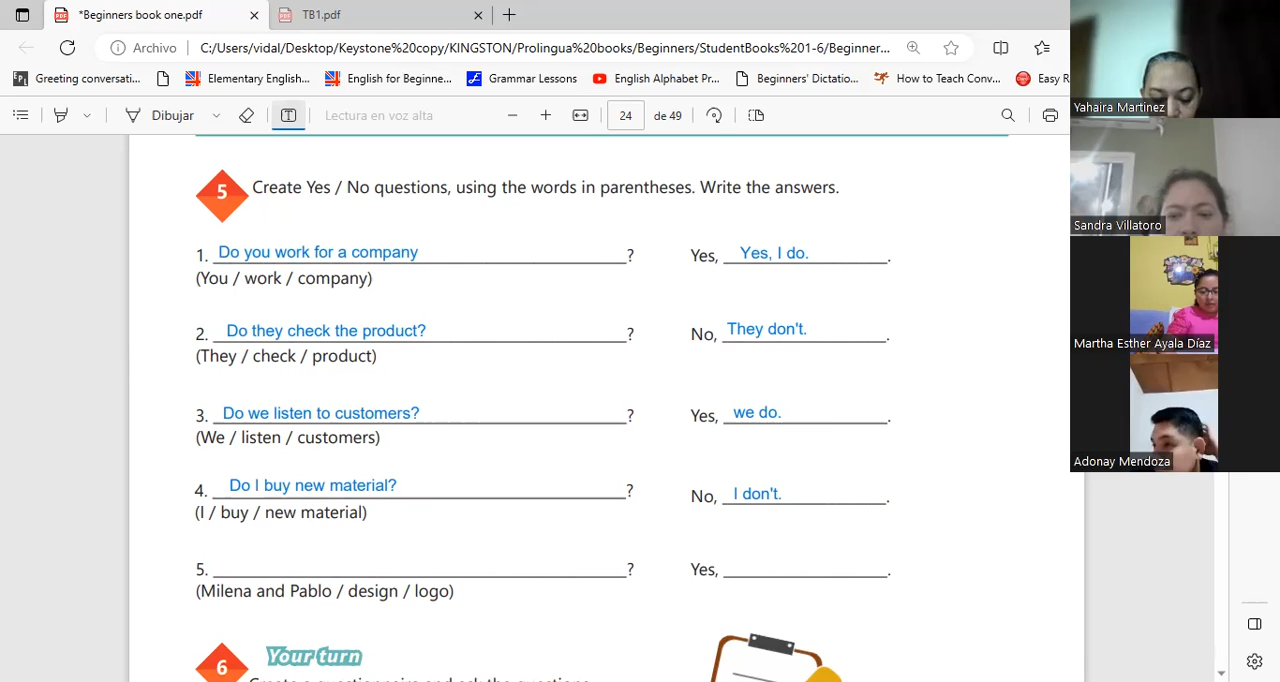 *Beginners book one.pdf
TB1.pdf
Archivo
C:/Users/vidal/Desktop/Keystone%20copy/KINGSTON/Prolingua%20books/Beginners/StudentBooks%201-6/Beginner...
Greeting conversati...
Elementary English...
English for Beginne...
Grammar Lessons
English Alphabet Pr...
Beginners' Dictatio...
How to Teach Conv...
Easy R
Dibujar
Lectura en voz alta
24
de 49
5
Create Yes / No questions, using the words in parentheses. Write the answers.
1. Do you work for a company ? Yes, Yes, I do. .
(You / work / company)
2. Do they check the product? ? No, They don't. .
(They / check / product)
3. Do we listen to customers? ? Yes, we do. .
(We / listen / customers)
4. Do I buy new material? ? No, I don't. .
(I / buy / new material)
5. ? Yes, .
(Milena and Pablo / design / logo)
6
Your turn
Yahaira Martinez
Sandra Villatoro
Martha Esther Ayala Díaz
Adonay Mendoza